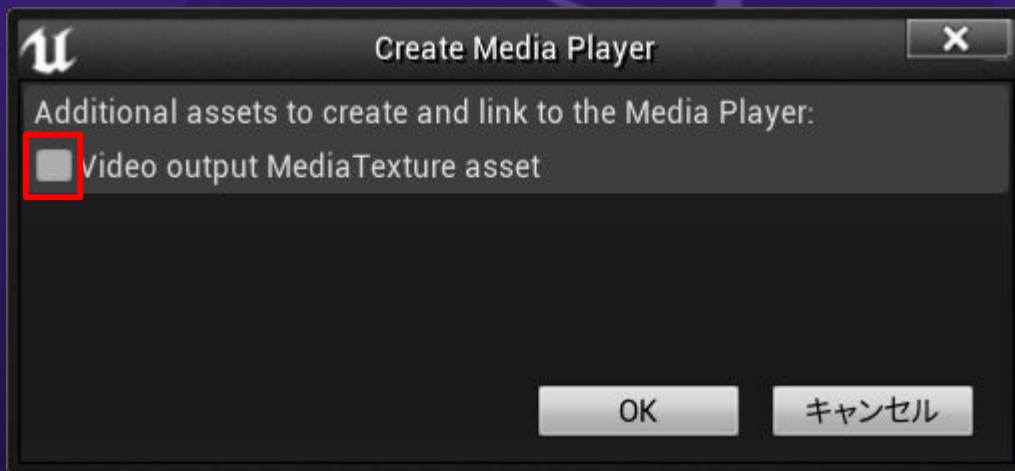 Create Media Player
Additional assets to create and link to the Media Player:
Video output MediaTexture asset
OK
キャンセル